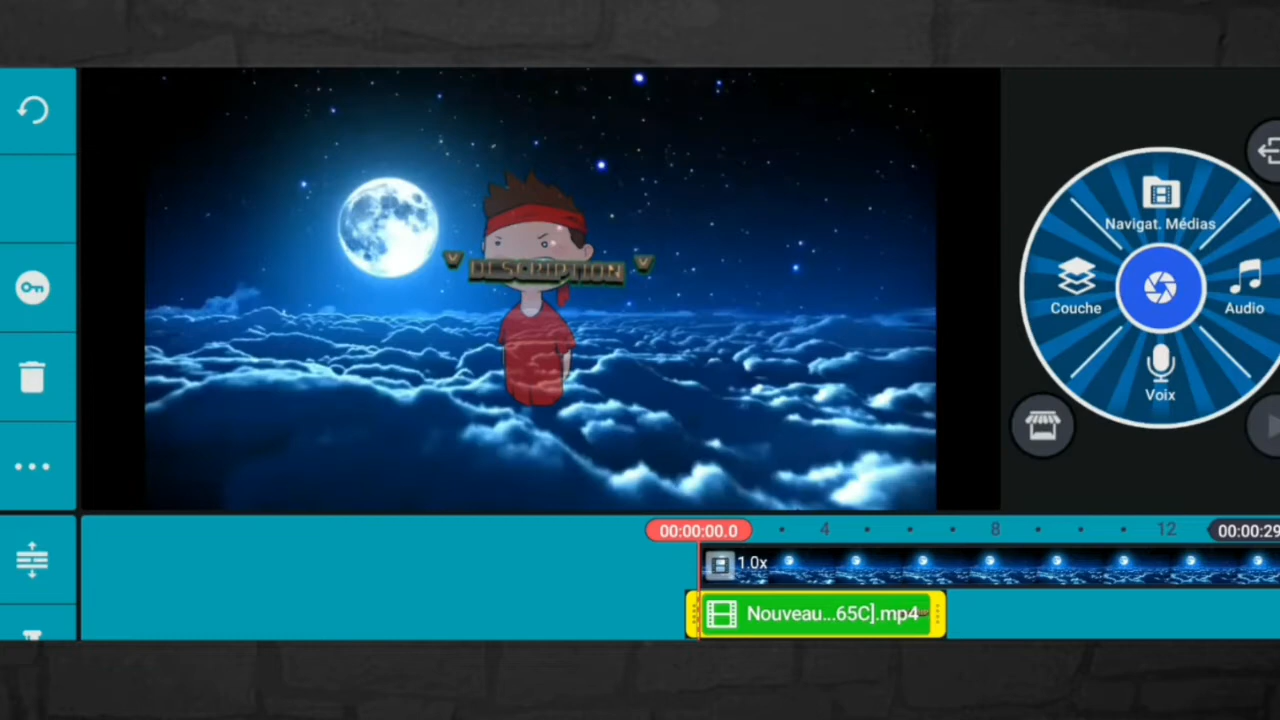 Navigat. Médias
DESCRIPTION
Couche
Audio
Voix
00:00:00.0
4
8
12
00:00:29
1.0x
Nouveau...65C].mp4